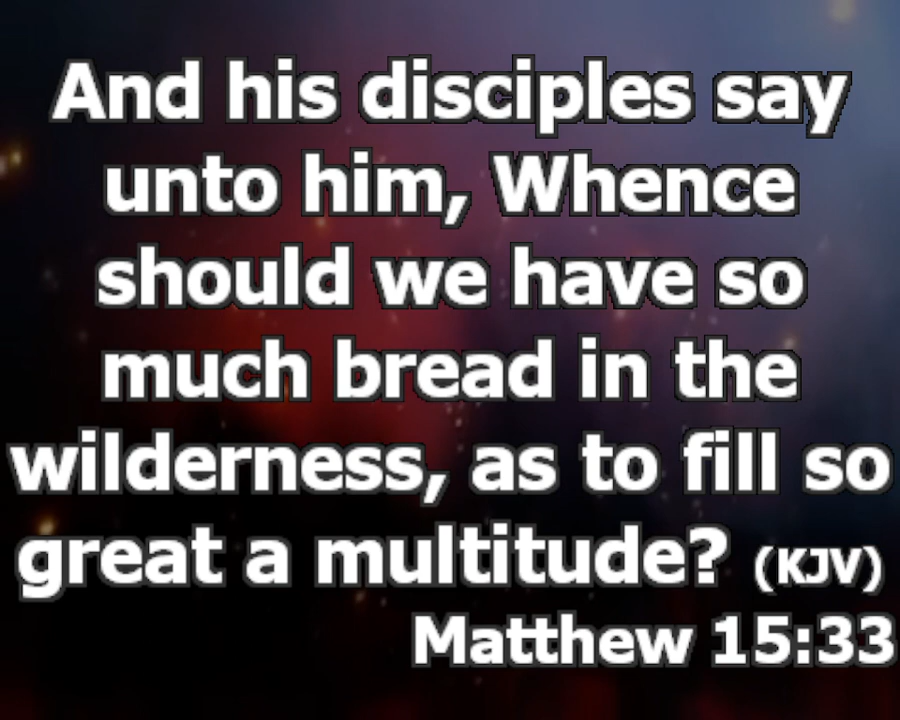 And his disciples say
unto him, Whence
should we have so
much bread in the
wilderness, as to fill so
great a multitude? (KJV)
Matthew 15:33